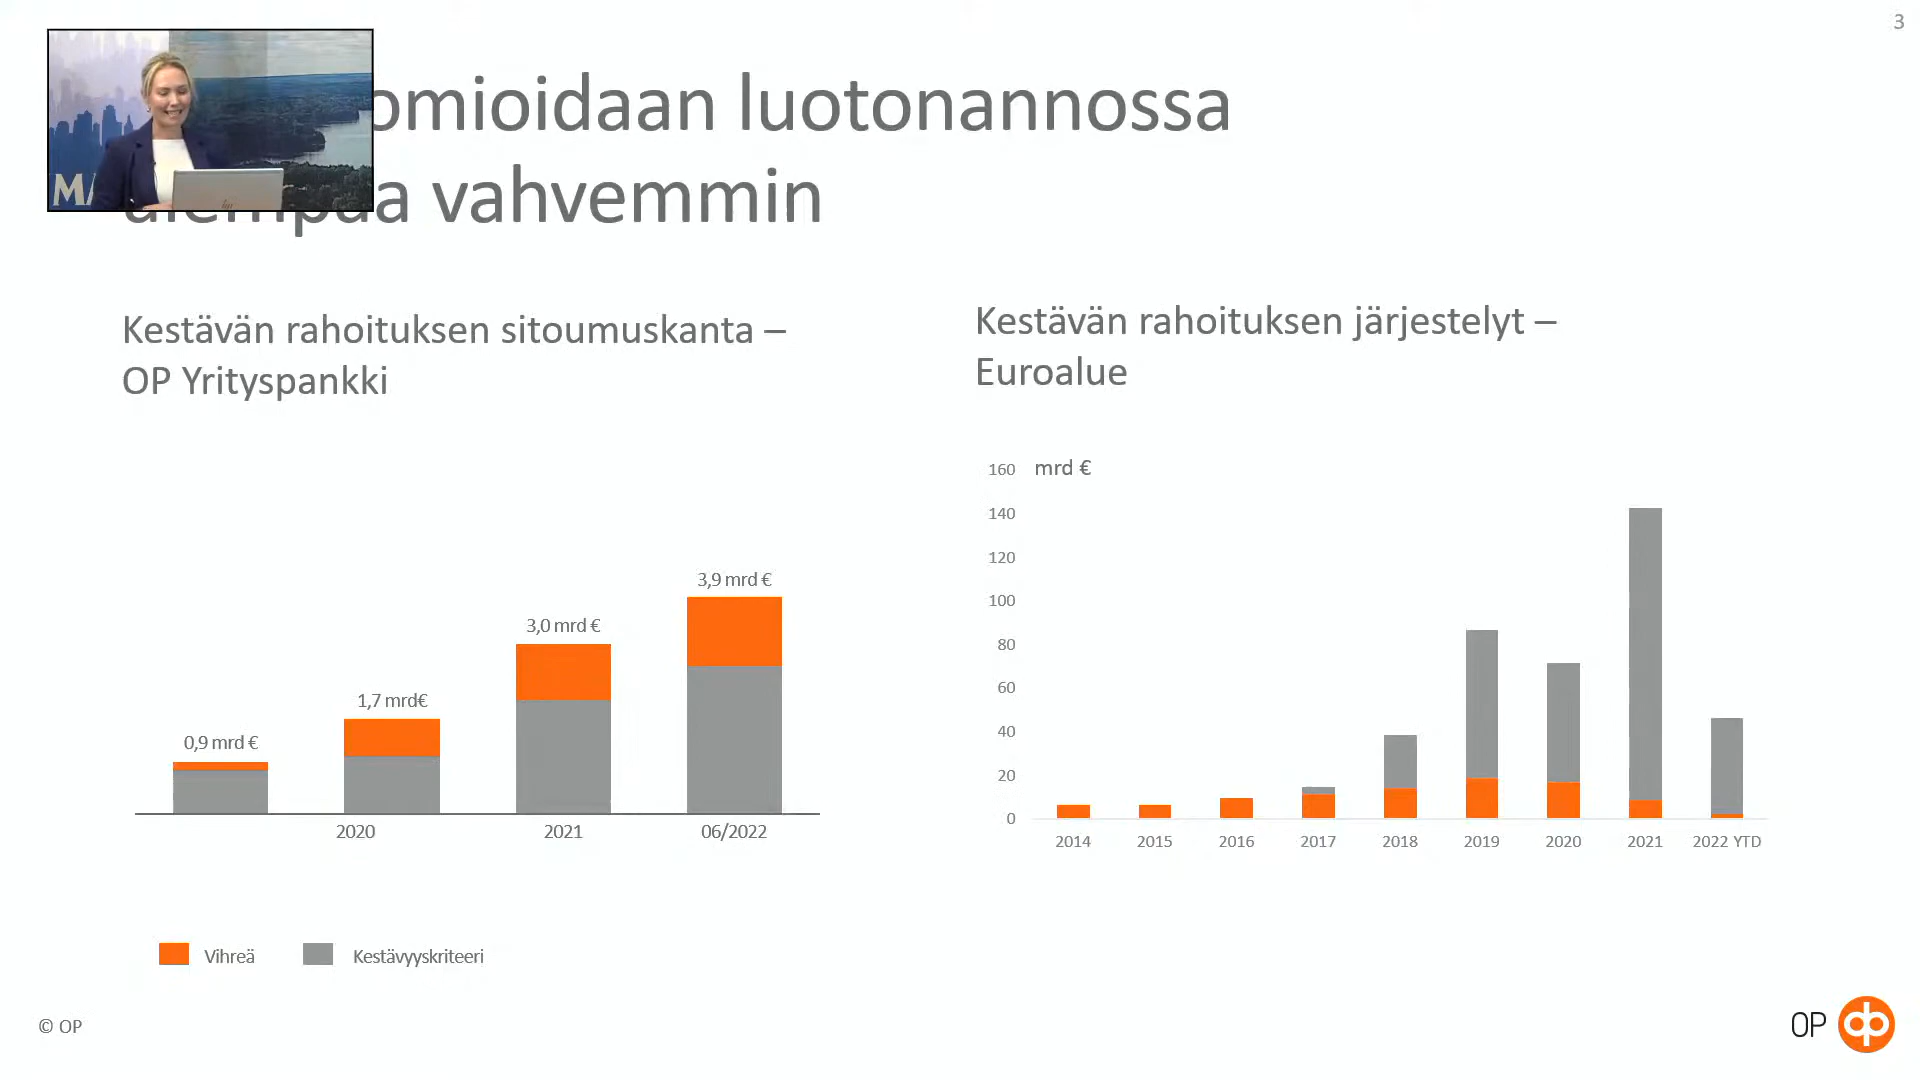 3
omioidaan luotonannossa
vahvemmin
Kestävän rahoituksen sitoumuskanta –
OP Yrityspankki
0,9 mrd €
1,7 mrd€
3,0 mrd €
3,9 mrd €
2020
2021
06/2022
Vihreä
Kestävyyskriteeri
Kestävän rahoituksen järjestelyt –
Euroalue
mrd €
160
140
120
100
80
60
40
20
0
2014
2015
2016
2017
2018
2019
2020
2021
2022 YTD
© OP
OP